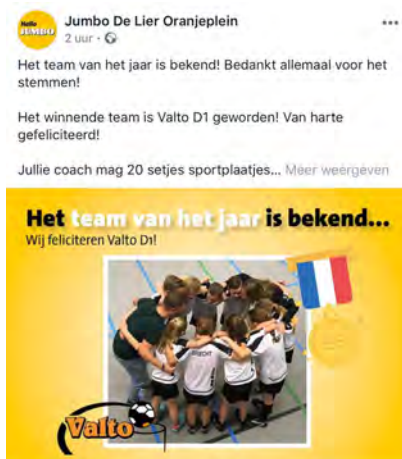 Hallo
JUMBO
Jumbo De Lier Oranjeplein
2 uur ·
Het team van het jaar is bekend! Bedankt allemaal voor het
stemmen!
Het winnende team is Valto D1 geworden! Van harte
gefeliciteerd!
Jullie coach mag 20 setjes sportplaatjes... Meer weergeven
Het team van het jaar is bekend...
Wij feliciteren Valto D1!
Valto